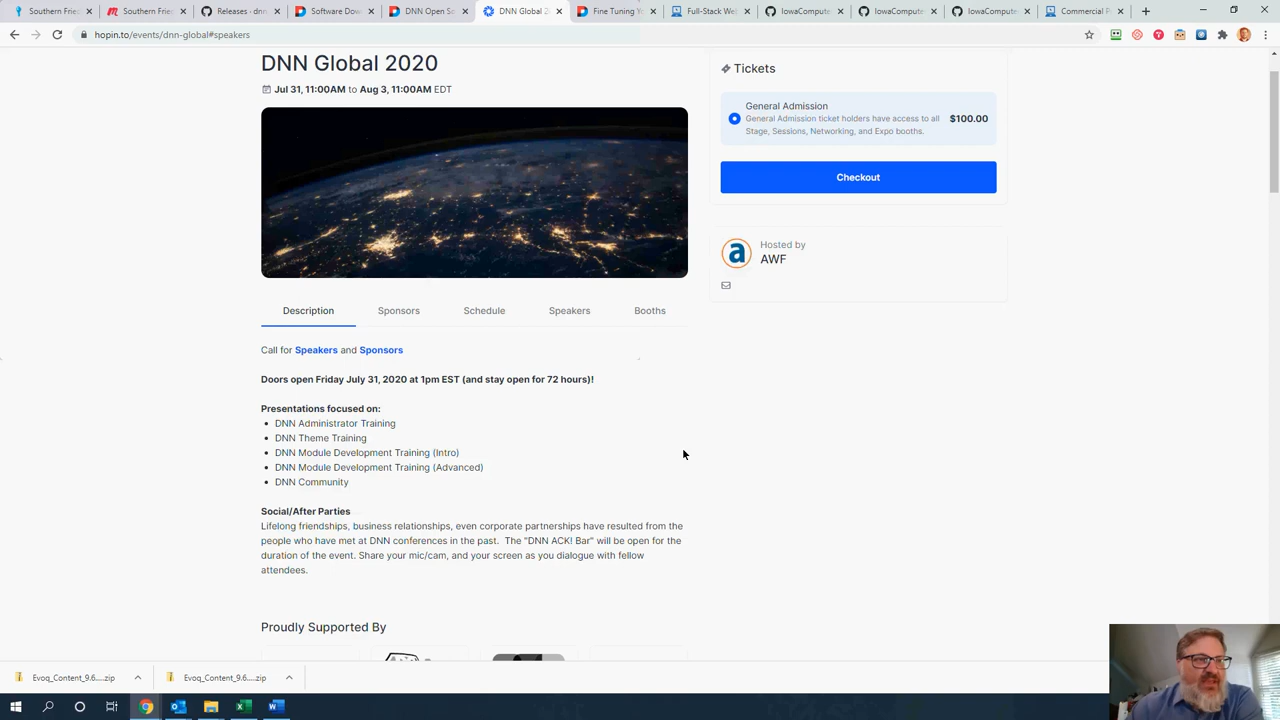 Southern Frie
Southern Frie
Releases · dnn
Software Dow
DNN Open So
DNN Global 2
Fine Tuning Yo
Full-Stack We
IowaCompute
IowaCompute
IowaCompute
Commercial P
hopin.to/events/dnn-global#speakers
DNN Global 2020
Jul 31, 11:00AM to Aug 3, 11:00AM EDT
Tickets
General Admission
General Admission ticket holders have access to all
Stage, Sessions, Networking, and Expo booths.
$100.00
Checkout
a
Hosted by
AWF
Description
Sponsors
Schedule
Speakers
Booths
Call for Speakers and Sponsors
Doors open Friday July 31, 2020 at 1pm EST (and stay open for 72 hours)!
Presentations focused on:
• DNN Administrator Training
• DNN Theme Training
• DNN Module Development Training (Intro)
• DNN Module Development Training (Advanced)
• DNN Community
Social/After Parties
Lifelong friendships, business relationships, even corporate partnerships have resulted from the
people who have met at DNN conferences in the past. The "DNN ACK! Bar" will be open for the
duration of the event. Share your mic/cam, and your screen as you dialogue with fellow
attendees.
Proudly Supported By
Evoq_Content_9.6....zip
Evoq_Content_9.6....zip